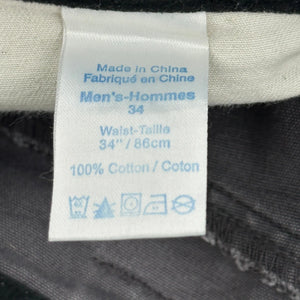 Made in China
Fabriqué en Chine
Men's-Hommes
34
Waist-Taille
34"/86cm
100% Cotton / Coton